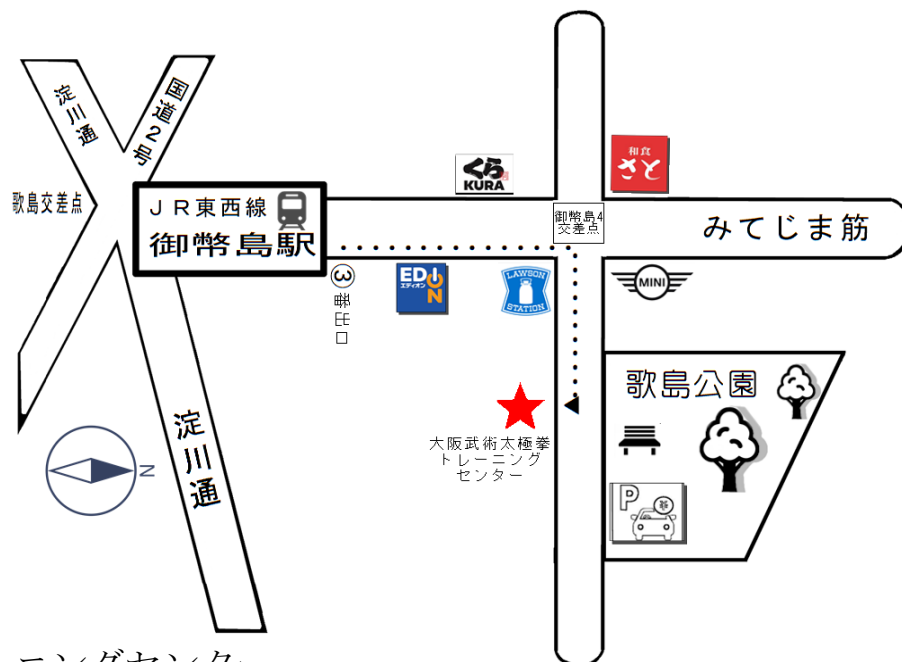 淀川通
国道2号
歌島交差点
JR東西線
御幣島駅
くら
KURA
和食
さと
御幣島4
交差点
みてじま筋
③番出口
EDION
エディオン
LAWSON
STATION
MINI
歌島公園
大阪武術太極拳
トレーニング
センター
P
淀川通
N